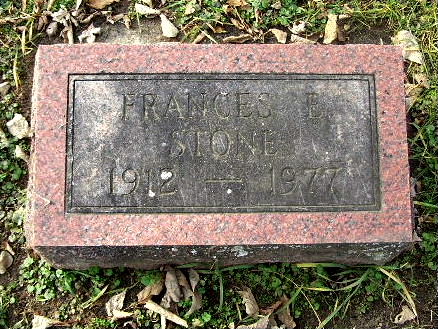 FRANCES E.
STONE
1912 — 1977